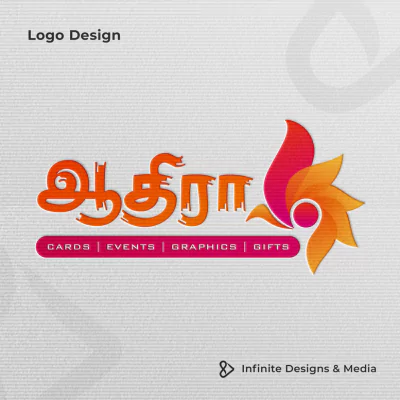 Logo Design
ஆதிரா
CARDS | EVENTS | GRAPHICS | GIFTS
Infinite Designs & Media